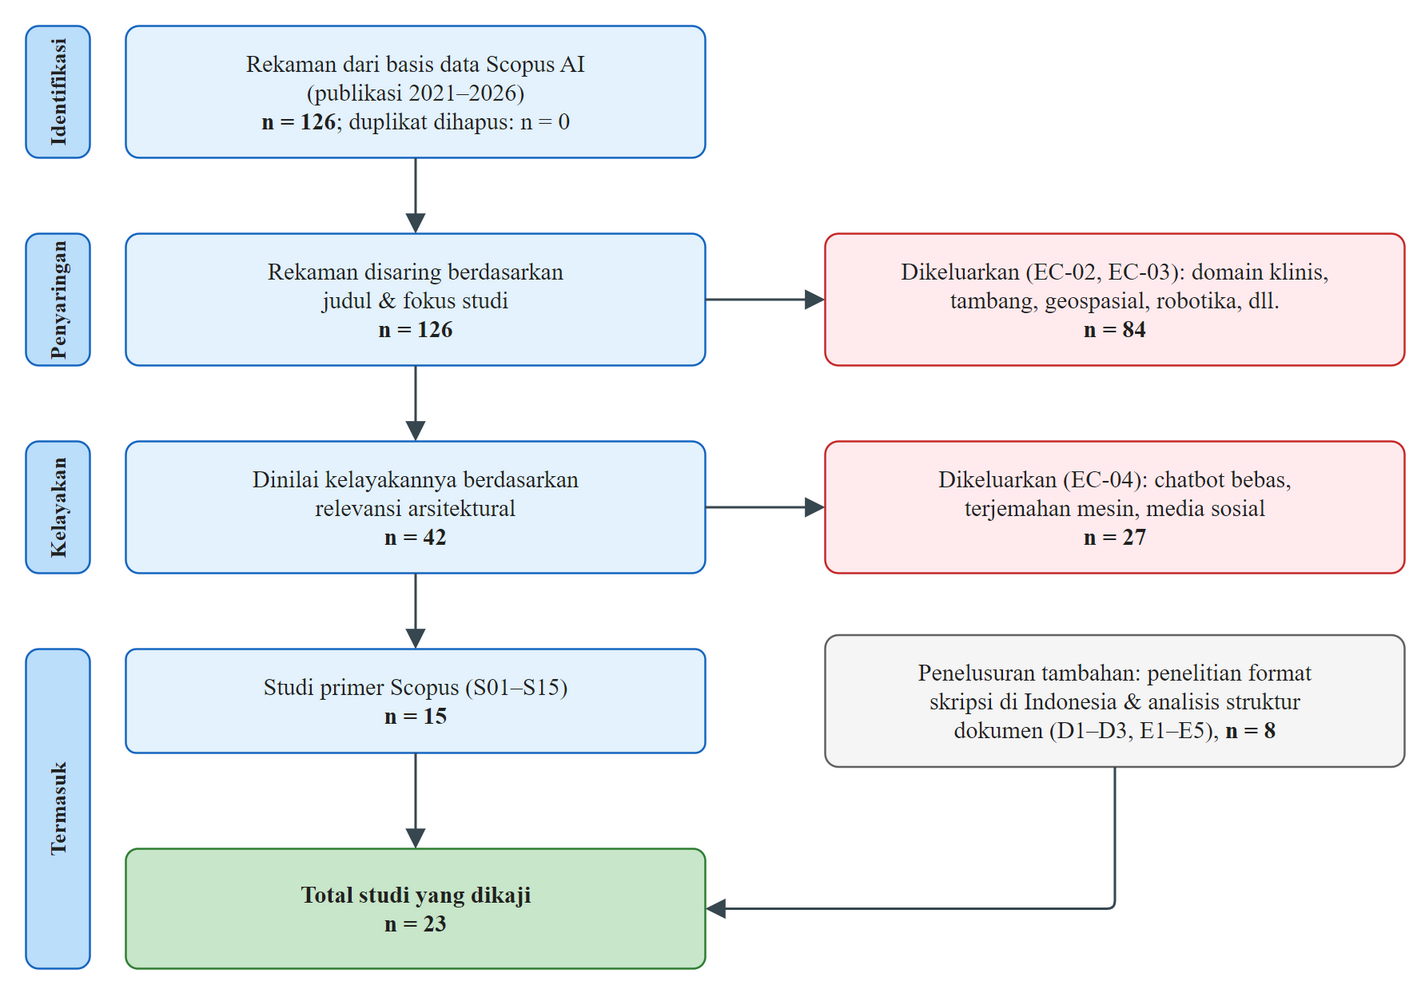 Identifikasi
Rekaman dari basis data Scopus AI
(publikasi 2021–2026)
n = 126; duplikat dihapus: n = 0
Penyaringan
Rekaman disaring berdasarkan
judul & fokus studi
n = 126
Dikeluarkan (EC-02, EC-03): domain klinis,
tambang, geospasial, robotika, dll.
n = 84
Kelayakan
Dinilai kelayakannya berdasarkan
relevansi arsitektural
n = 42
Dikeluarkan (EC-04): chatbot bebas,
terjemahan mesin, media sosial
n = 27
Termasuk
Studi primer Scopus (S01–S15)
n = 15
Penelusuran tambahan: penelitian format
skripsi di Indonesia & analisis struktur
dokumen (D1–D3, E1–E5), n = 8
Total studi yang dikaji
n = 23